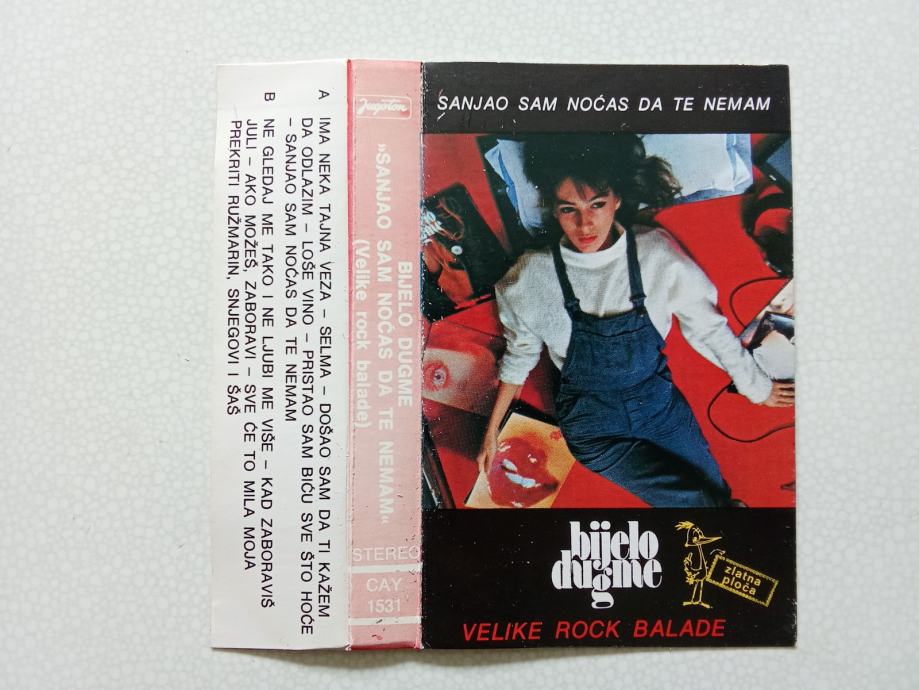 A IMA NEKA TAJNA VEZA – SELMA – DOŠAO SAM DA TI KAŽEM
DA ODLAZIM – LOŠE VINO – PRISTAO SAM BIĆU SVE ŠTO HOĆE
– SANJAO SAM NOĆAS DA TE NEMAM
B NE GLEDAJ ME TAKO I NE LJUBI ME VIŠE – KAD ZABORAVIŠ
JULI – AKO MOŽEŠ, ZABORAVI – SVE ĆE TO MILA MOJA
PREKRITI RUZMARIN, SNJEGOVI I ŠAŠ
Jugoton
BIJELO DUGME
»SANJAO SAM NOĆAS DA TE NEMAM«
(Velike rock balade)
STEREO
CAY
1531
SANJAO SAM NOĆAS DA TE NEMAM
bijelo
dugme
bijelo
dugme
zlatna
ploča
VELIKE ROCK BALADE